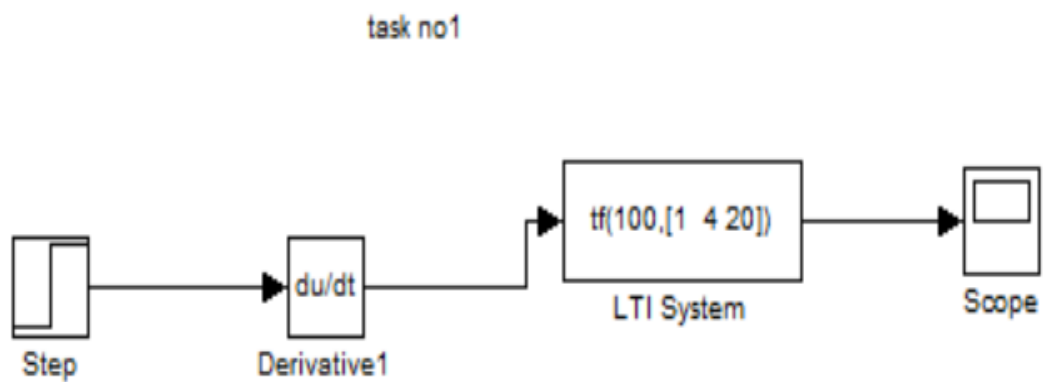 task no1
tf(100,[1 4 20])
du/dt
LTI System
Scope
Step
Derivative1